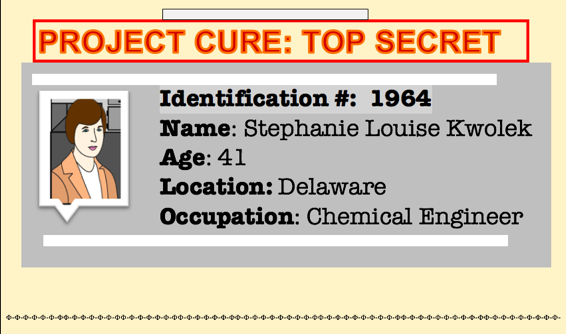 PROJECT CURE: TOP SECRET
Identification #: 1964
Name: Stephanie Louise Kwolek
Age: 41
Location: Delaware
Occupation: Chemical Engineer